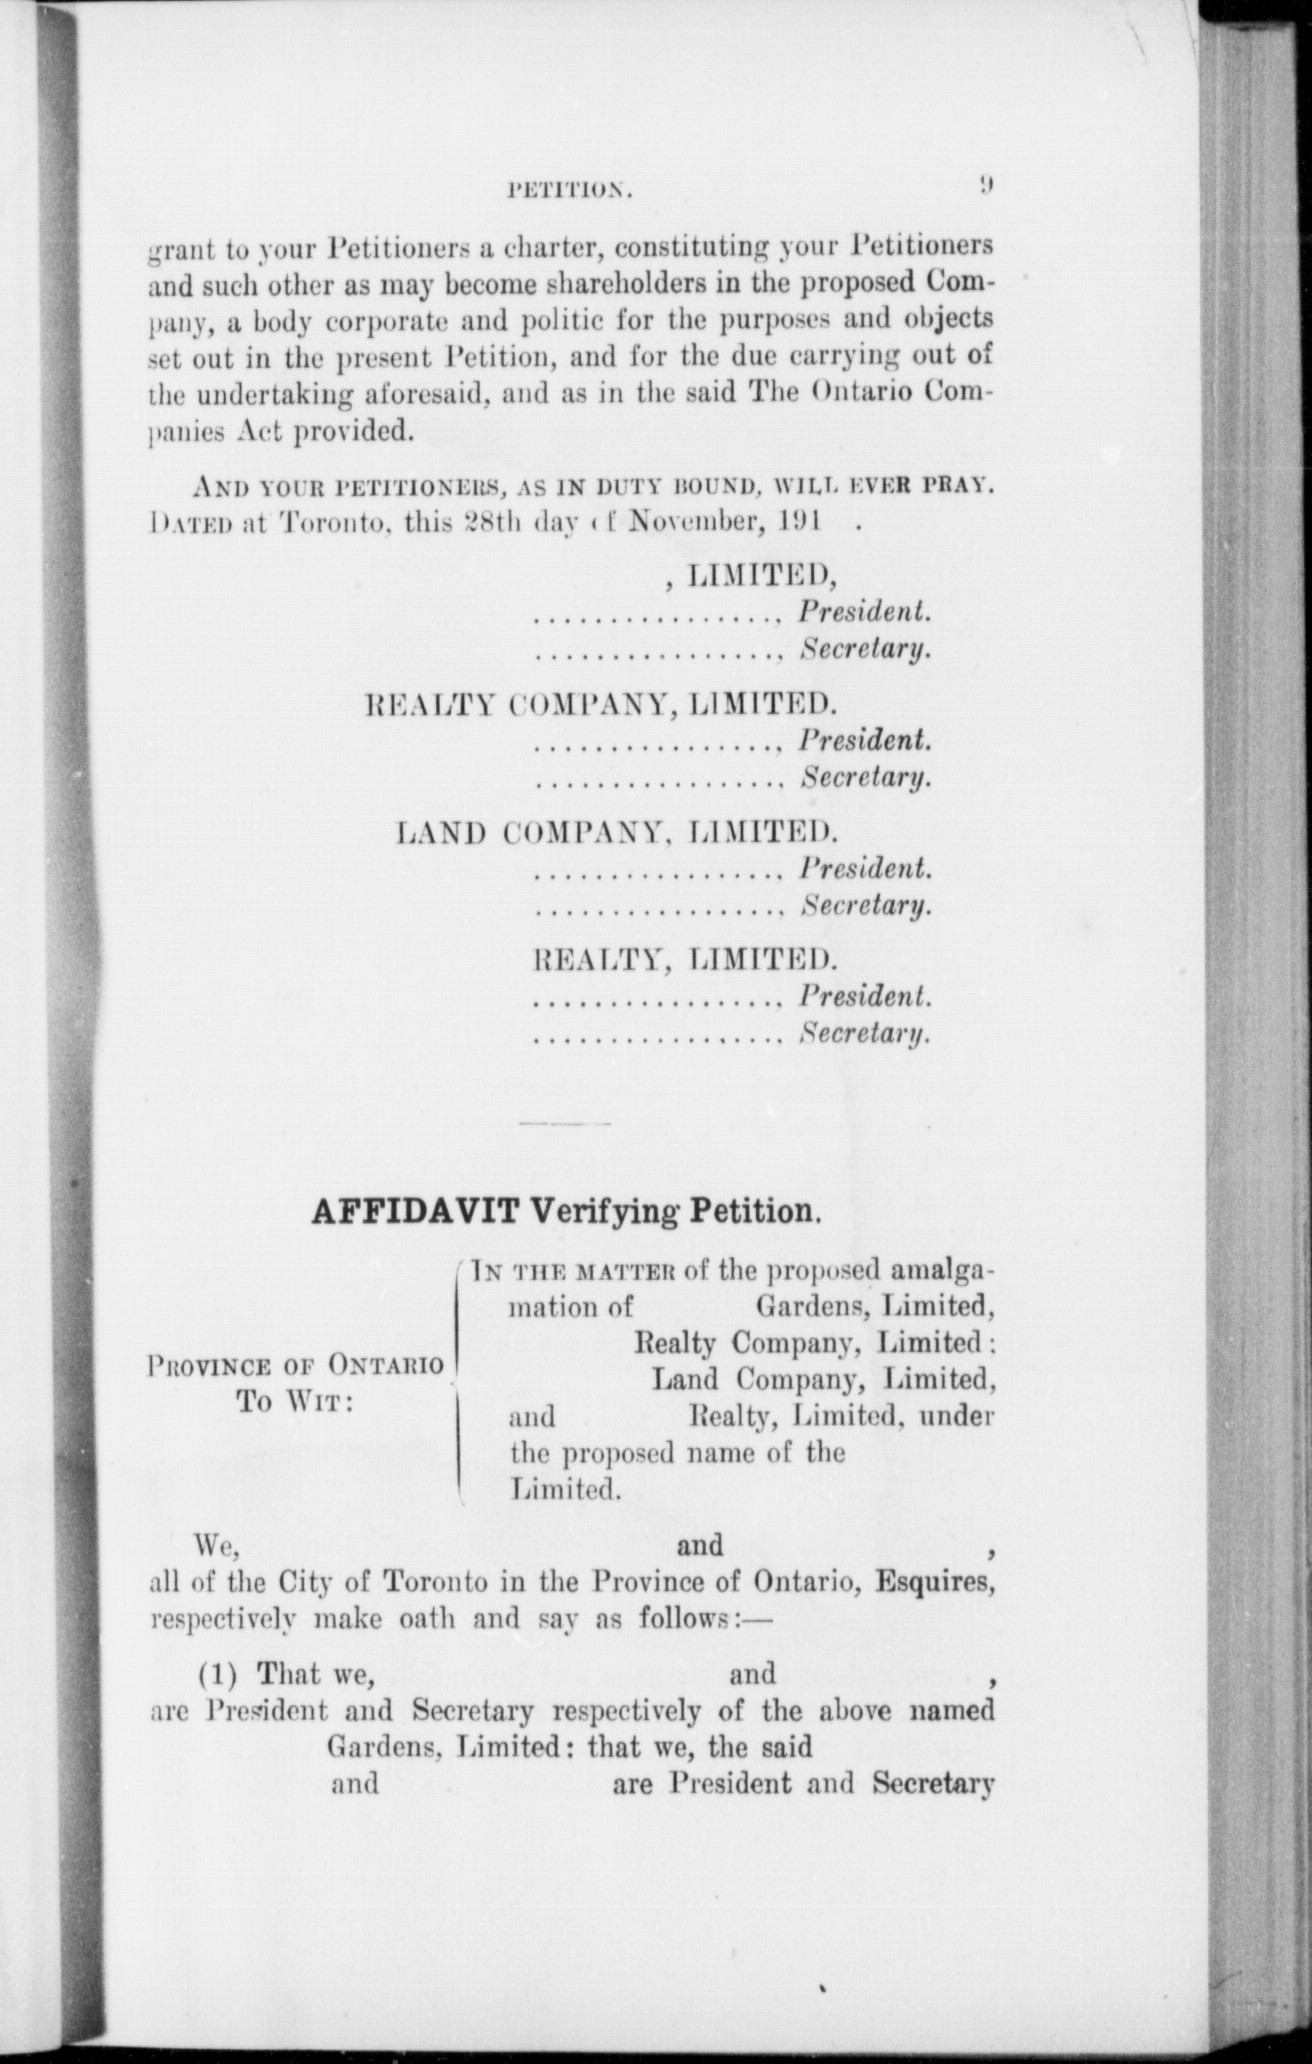 PETITION. 9
grant to your Petitioners a charter, constituting your Petitioners
and such other as may become shareholders in the proposed Com-
pany, a body corporate and politic for the purposes and objects
set out in the present Petition, and for the due carrying out of
the undertaking aforesaid, and as in the said The Ontario Com-
panies Act provided.
AND YOUR PETITIONERS, AS IN DUTY BOUND, WILL EVER PRAY.
DATED at Toronto, this 28th day of November, 191 .
, LIMITED,
................, President.
................, Secretary.
REALTY COMPANY, LIMITED.
................, President.
................, Secretary.
LAND COMPANY, LIMITED.
................, President.
................, Secretary.
REALTY, LIMITED.
................, President.
................, Secretary.
AFFIDAVIT Verifying Petition.
PROVINCE OF ONTARIO
TO WIT:
IN THE MATTER of the proposed amalga-
mation of Gardens, Limited,
Realty Company, Limited;
Land Company, Limited,
and Realty, Limited, under
the proposed name of the
Limited.
We, and ,
all of the City of Toronto in the Province of Ontario, Esquires,
respectively make oath and say as follows:—
(1) That we, and ,
are President and Secretary respectively of the above named
Gardens, Limited: that we, the said
and are President and Secretary